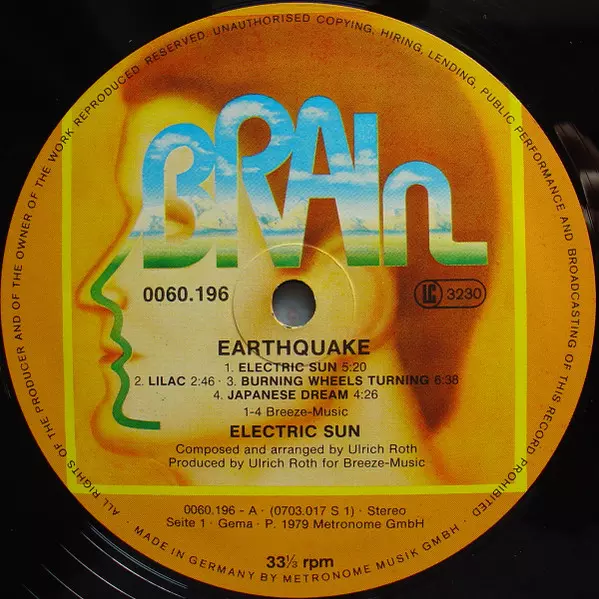 ALL RIGHTS OF THE PRODUCER AND OF THE OWNER OF THE WORK REPRODUCED RESERVED. UNAUTHORISED COPYING, HIRING, LENDING, PUBLIC PERFORMANCE AND BROADCASTING OF THIS RECORD PROHIBITED
BRAIn
0060.196
LC 3230
EARTHQUAKE
1. ELECTRIC SUN 5:20
2. LILAC 2:46 · 3. BURNING WHEELS TURNING 6:38
4. JAPANESE DREAM 4:26
1-4 Breeze-Music
ELECTRIC SUN
Composed and arranged by Ulrich Roth
Produced by Ulrich Roth for Breeze-Music
0060.196 - A · (0703.017 S 1) · Stereo
Seite 1 · Gema · P. 1979 Metronome GmbH
33⅓ rpm
· MADE IN GERMANY BY METRONOME MUSIK GMBH ·